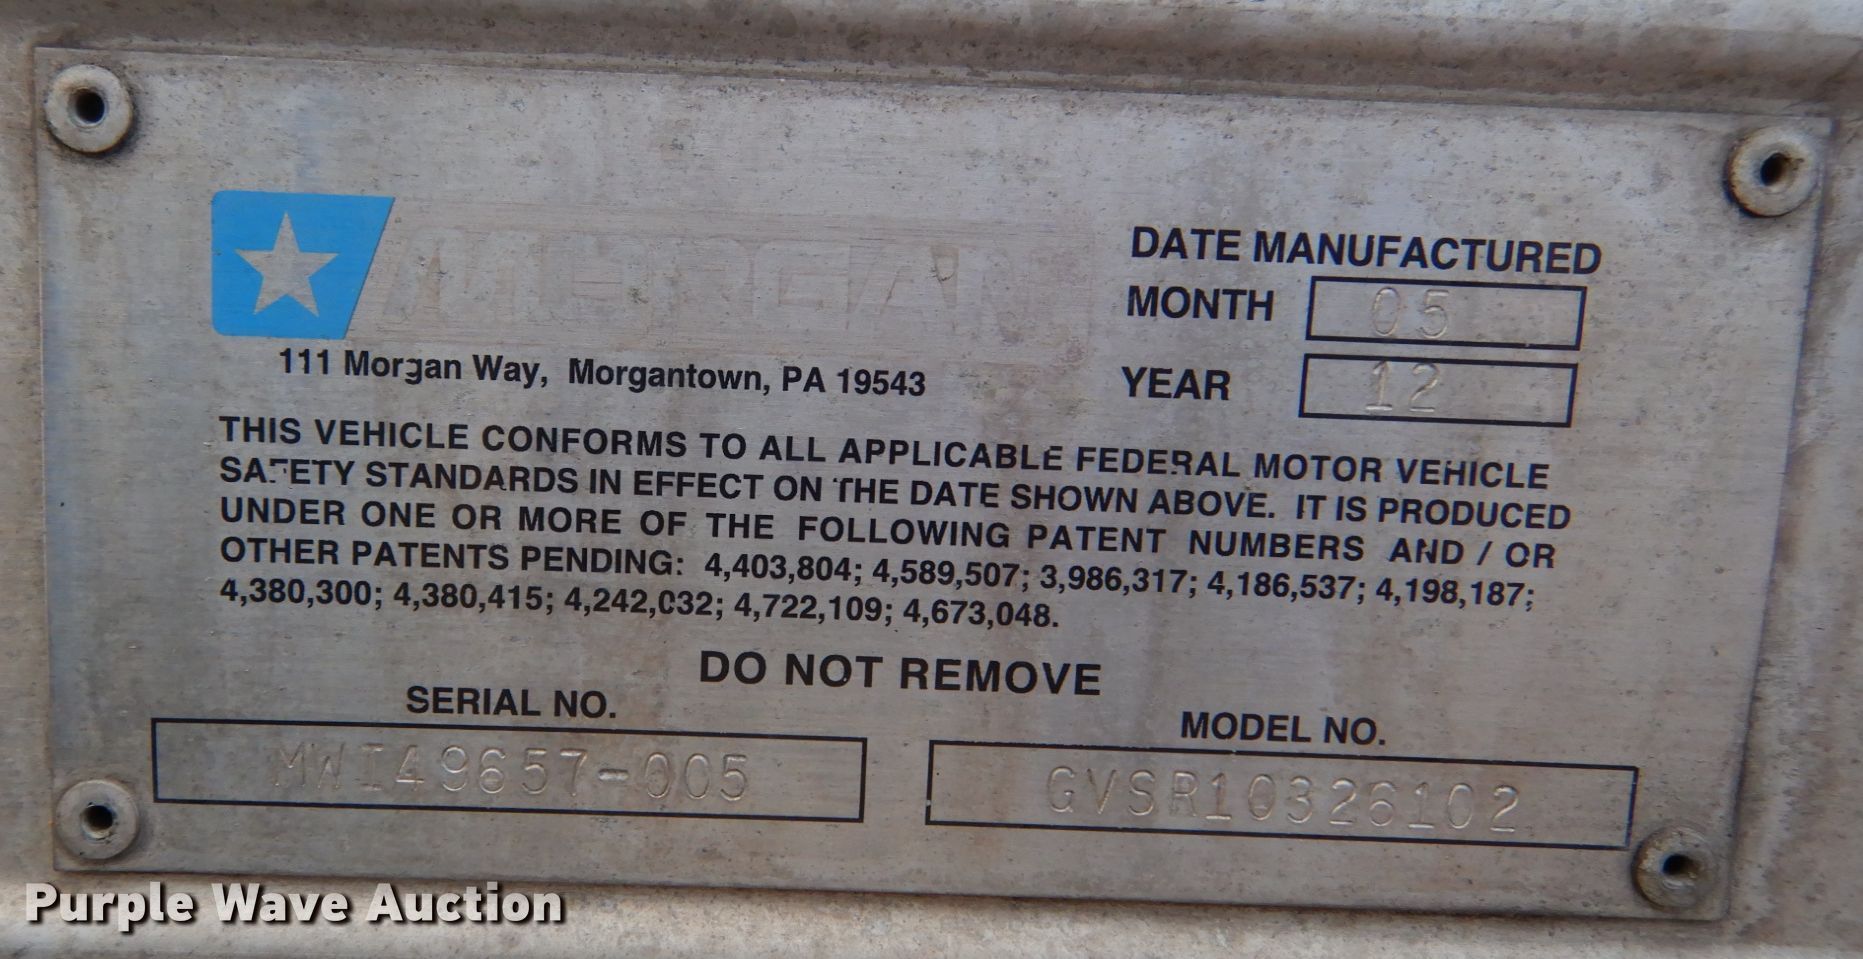 MORGAN
DATE MANUFACTURED
MONTH 05
YEAR 12
111 Morgan Way, Morgantown, PA 19543
THIS VEHICLE CONFORMS TO ALL APPLICABLE FEDERAL MOTOR VEHICLE
SAFETY STANDARDS IN EFFECT ON THE DATE SHOWN ABOVE. IT IS PRODUCED
UNDER ONE OR MORE OF THE FOLLOWING PATENT NUMBERS AND / OR
OTHER PATENTS PENDING: 4,403,804; 4,589,507; 3,986,317; 4,186,537; 4,198,187;
4,380,300; 4,380,415; 4,242,032; 4,722,109; 4,673,048.
DO NOT REMOVE
SERIAL NO.
MWI49657-005
MODEL NO.
GVSR10326102
Purple Wave Auction